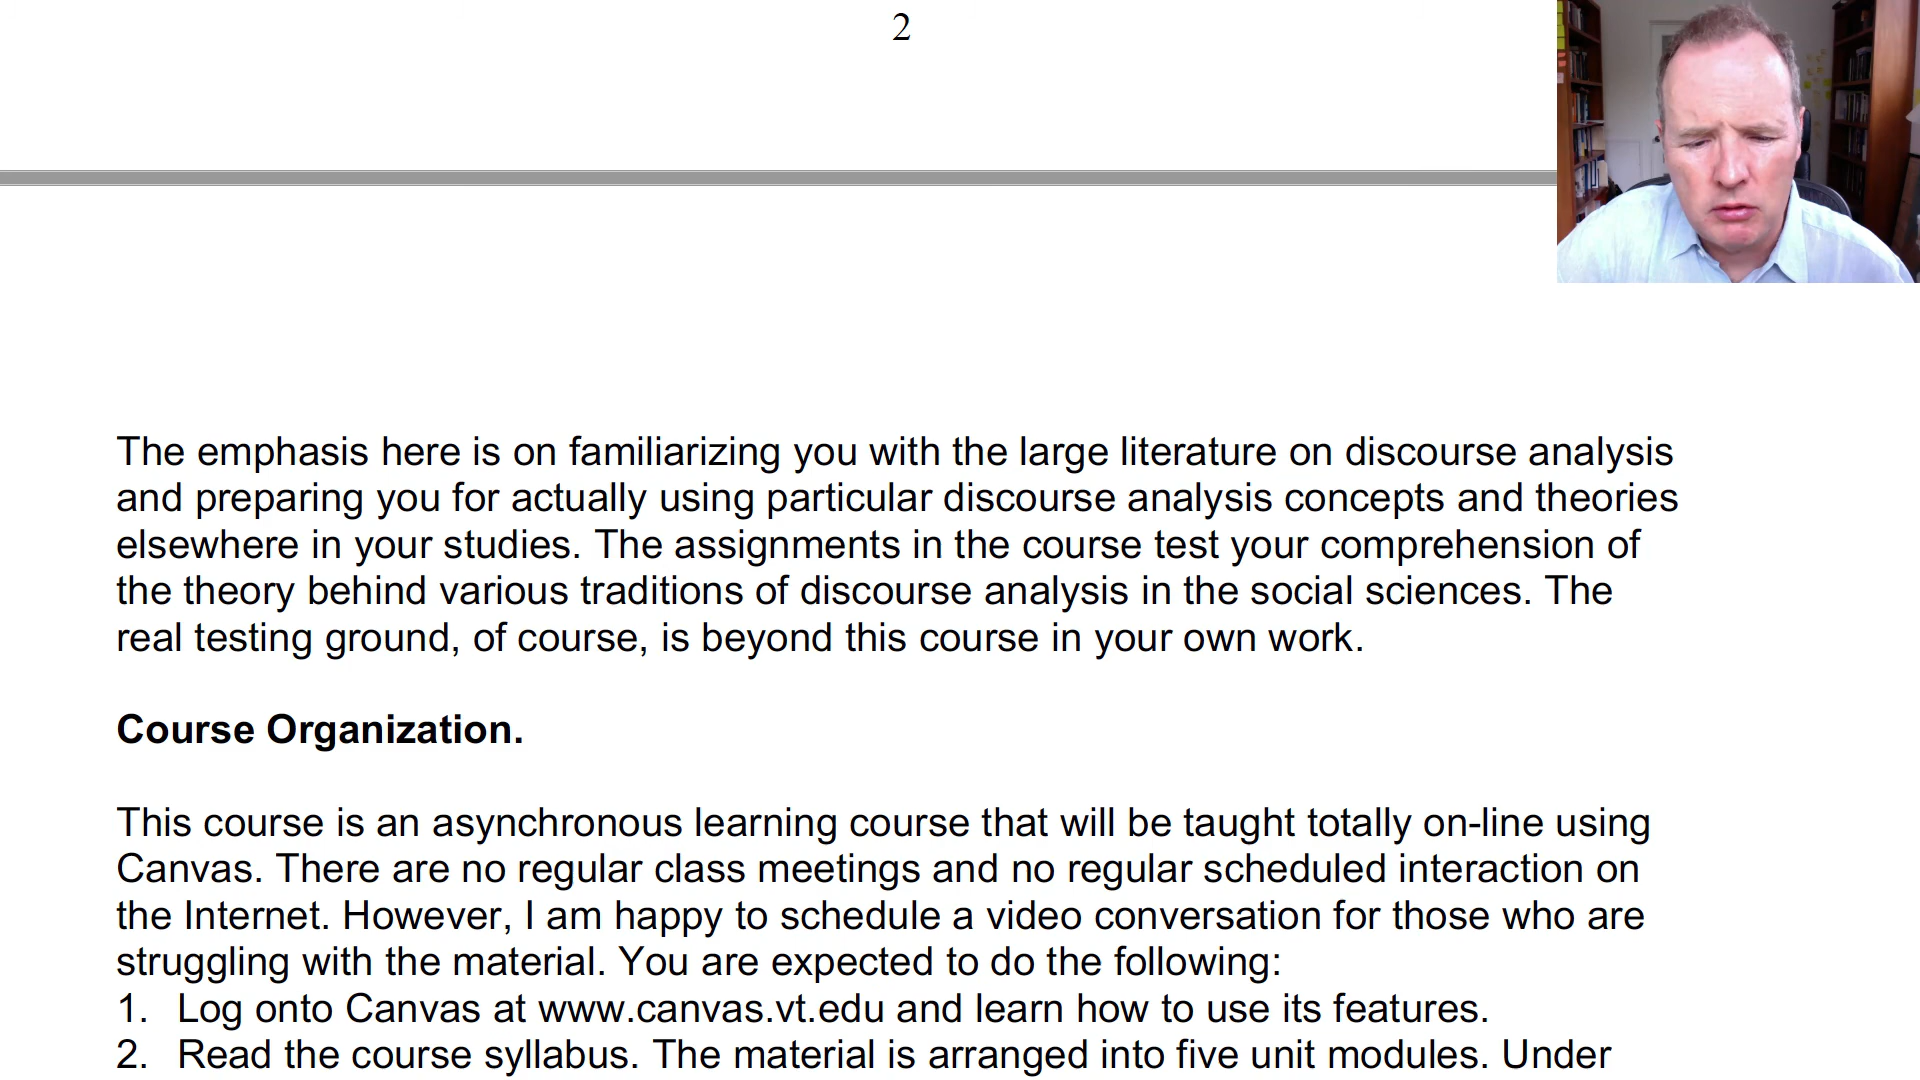 2
The emphasis here is on familiarizing you with the large literature on discourse analysis
and preparing you for actually using particular discourse analysis concepts and theories
elsewhere in your studies. The assignments in the course test your comprehension of
the theory behind various traditions of discourse analysis in the social sciences. The
real testing ground, of course, is beyond this course in your own work.
Course Organization.
This course is an asynchronous learning course that will be taught totally on-line using
Canvas. There are no regular class meetings and no regular scheduled interaction on
the Internet. However, I am happy to schedule a video conversation for those who are
struggling with the material. You are expected to do the following:
1. Log onto Canvas at www.canvas.vt.edu and learn how to use its features.
2. Read the course syllabus. The material is arranged into five unit modules. Under